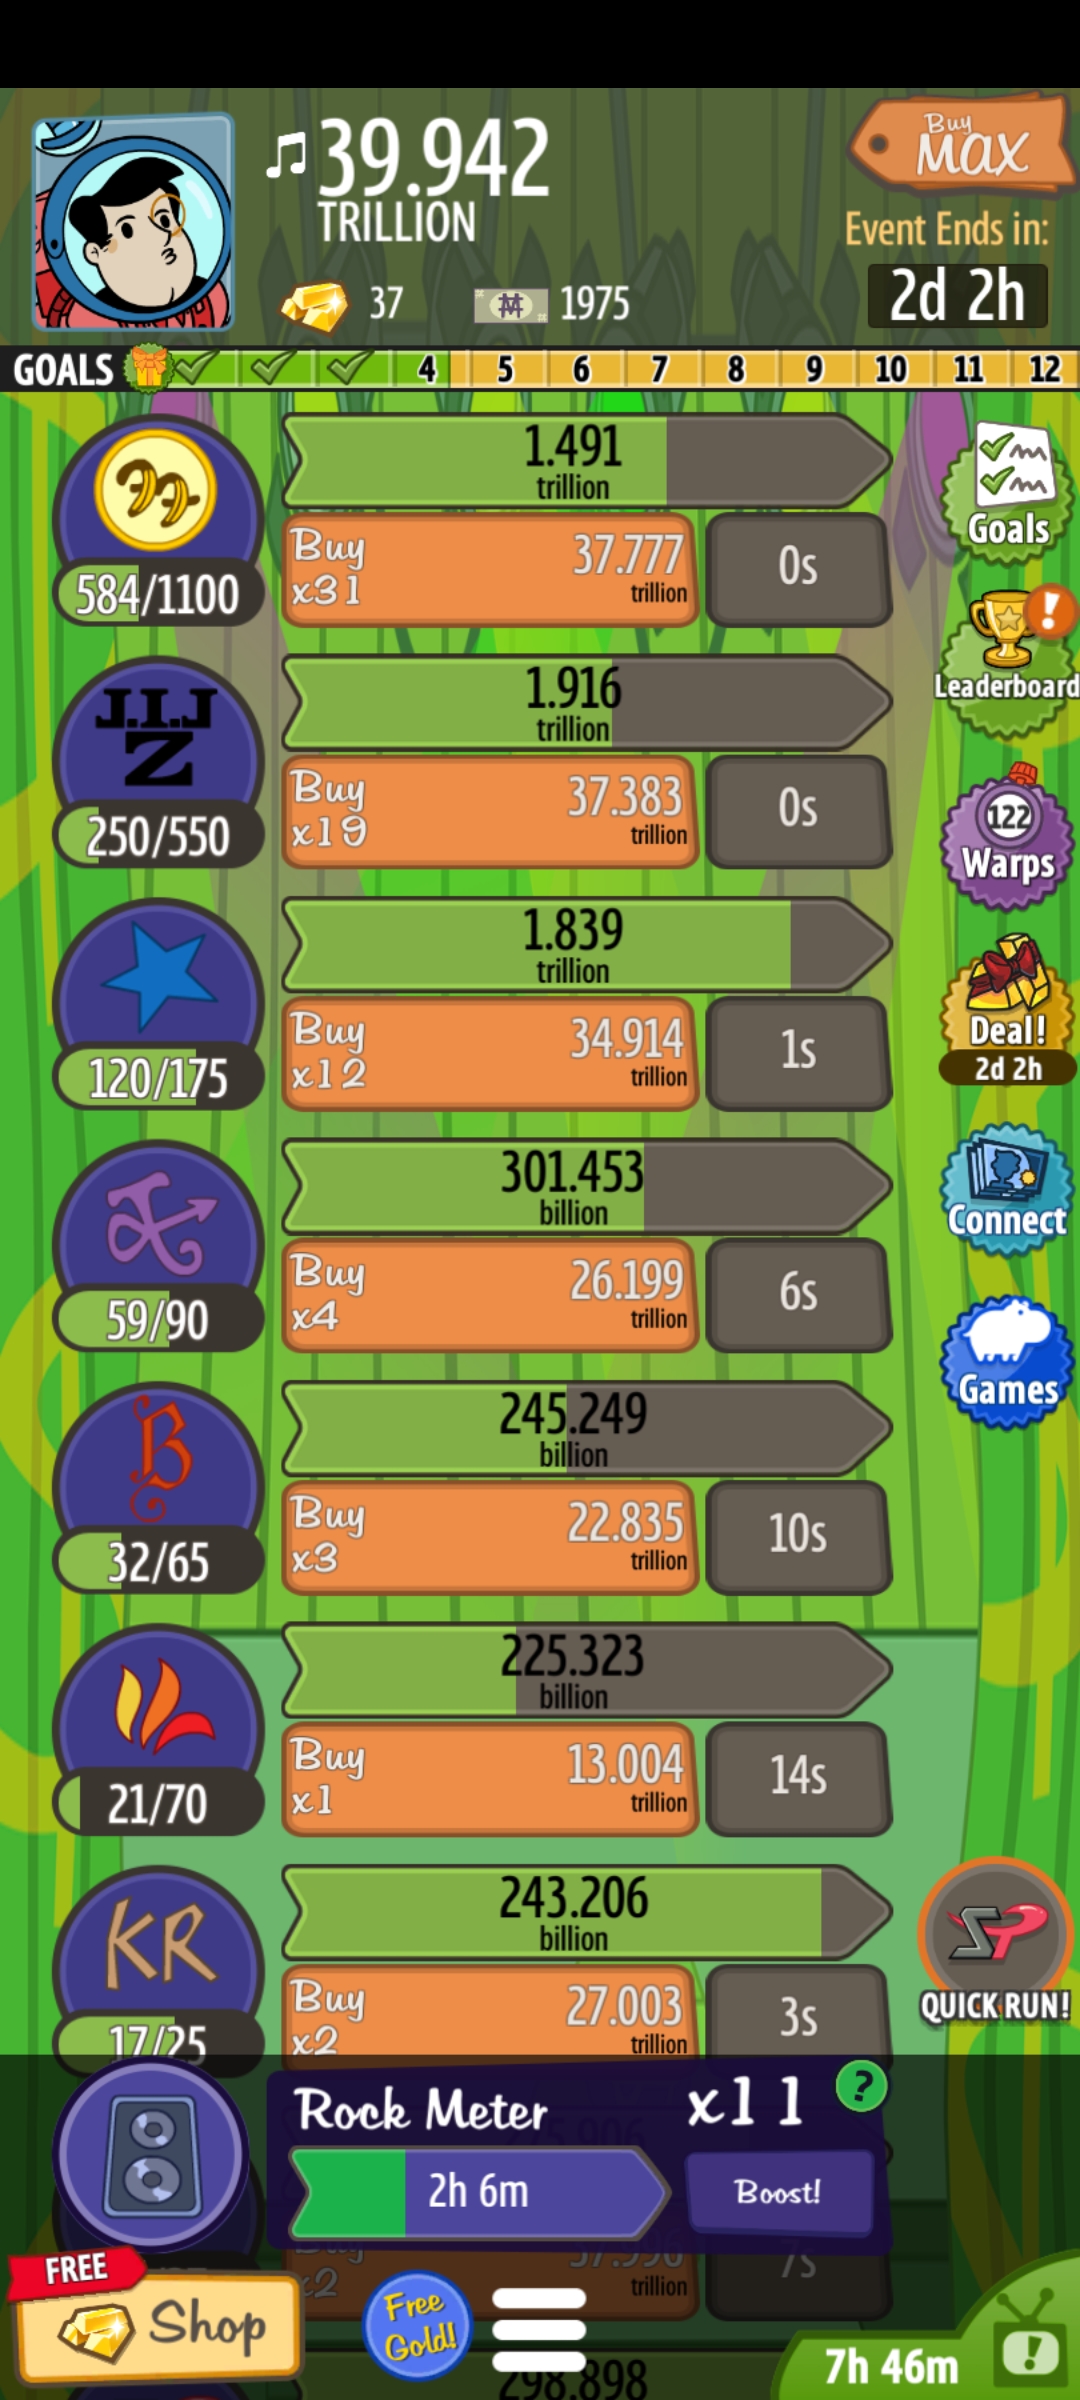 39.942
TRILLION
37
1975
Buy
MAX
Event Ends in:
2d 2h
GOALS 4 5 6 7 8 9 10 11 12
1.491
trillion
584/1100
Buy
x31
37.777
trillion
0s
Goals
J.I.J
Z
1.916
trillion
250/550
Buy
x19
37.383
trillion
0s
!
Leaderboard
122
Warps
1.839
trillion
120/175
Buy
x12
34.914
trillion
1s
Deal!
2d 2h
301.453
billion
59/90
Buy
x4
26.199
trillion
6s
Connect
B
245.249
billion
32/65
Buy
x3
22.835
trillion
10s
Games
225.323
billion
21/70
Buy
x1
13.004
trillion
14s
KR
243.206
billion
17/25
Buy
x2
27.003
trillion
3s
QUICK RUN!
Rock Meter
x11
?
2h 6m
Boost!
Buy
x2
37.996
trillion
7s
FREE
Shop
Free
Gold!
298.898
7h 46m
!